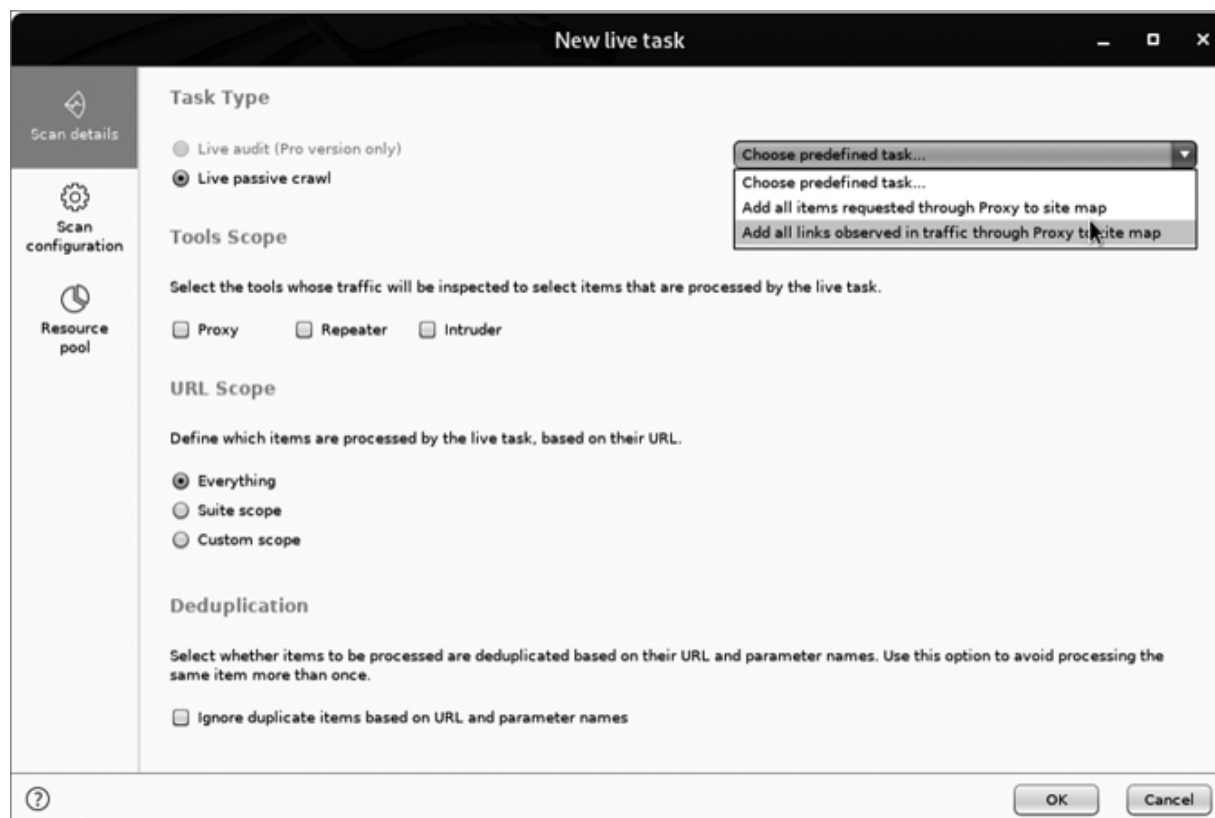 New live task
Scan details
Scan
configuration
Resource
pool
Task Type
Live audit (Pro version only)
Live passive crawl
Choose predefined task...
Choose predefined task...
Add all items requested through Proxy to site map
Add all links observed in traffic through Proxy to site map
Tools Scope
Select the tools whose traffic will be inspected to select items that are processed by the live task.
Proxy Repeater Intruder
URL Scope
Define which items are processed by the live task, based on their URL.
Everything
Suite scope
Custom scope
Deduplication
Select whether items to be processed are deduplicated based on their URL and parameter names. Use this option to avoid processing the
same item more than once.
Ignore duplicate items based on URL and parameter names
?
OK Cancel